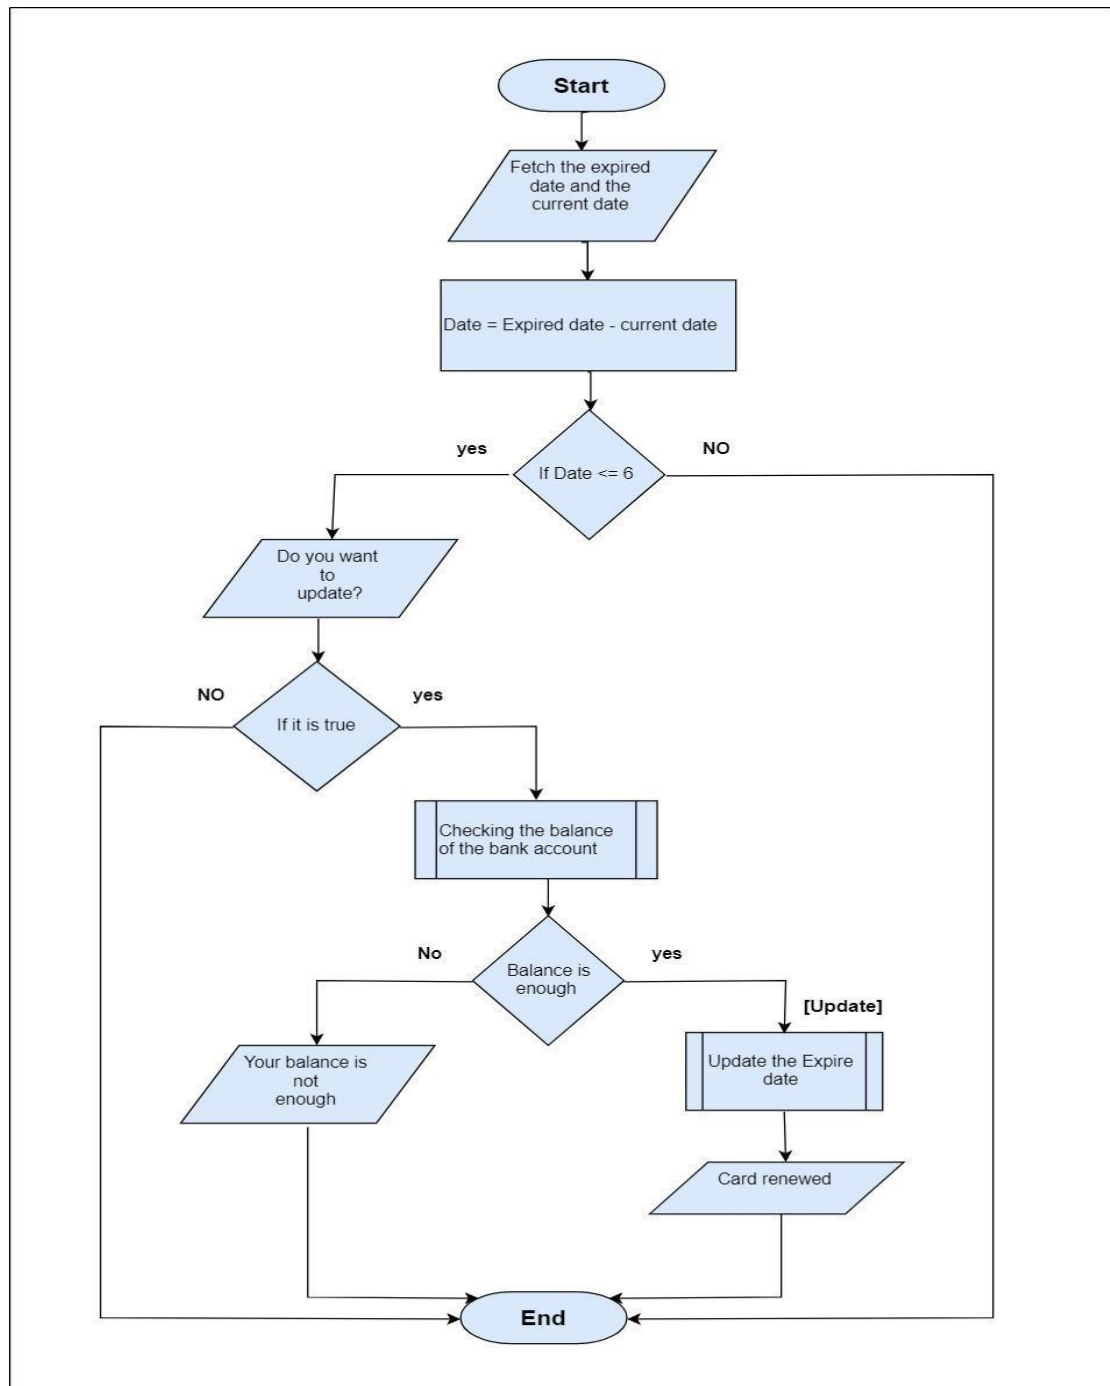 Start
Fetch the expired
date and the
current date
Date = Expired date - current date
yes
NO
If Date <= 6
Do you want
to
update?
NO
yes
If it is true
Checking the balance
of the bank account
No
yes
Balance is
enough
[Update]
Your balance is
not
enough
Update the Expire
date
Card renewed
End